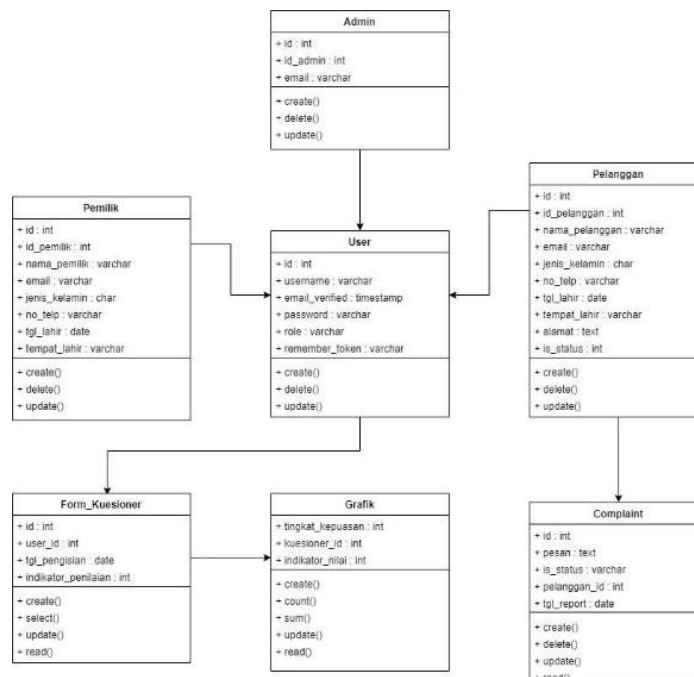 Admin
+ id : int
+ id_admin : int
+ email : varchar
+ create()
+ delete()
+ update()
Pemilik
+ id : int
+ id_pemilik : int
+ nama_pemilik : varchar
+ email : varchar
+ jenis_kelamin : char
+ no_telp : varchar
+ tgl_lahir : date
+ tempat_lahir : varchar
+ create()
+ delete()
+ update()
User
+ id : int
+ username : varchar
+ email_verified : timestamp
+ password : varchar
+ role : varchar
+ remember_token : varchar
+ create()
+ delete()
+ update()
Pelanggan
+ id : int
+ id_pelanggan : int
+ nama_pelanggan : varchar
+ email : varchar
+ jenis_kelamin : char
+ no_telp : varchar
+ tgl_lahir : date
+ tempat_lahir : varchar
+ alamat : text
+ is_status : int
+ create()
+ delete()
+ update()
Form_Kuesioner
+ id : int
+ user_id : int
+ tgl_pengisian : date
+ indikator_penilaian : int
+ create()
+ select()
+ update()
+ read()
Grafik
+ tingkat_kepuasan : int
+ kuesioner_id : int
+ indikator_nilai : int
+ create()
+ count()
+ sum()
+ update()
+ read()
Complaint
+ id : int
+ pesan : text
+ is_status : varchar
+ pelanggan_id : int
+ tgl_report : date
+ create()
+ delete()
+ update()
+ read()